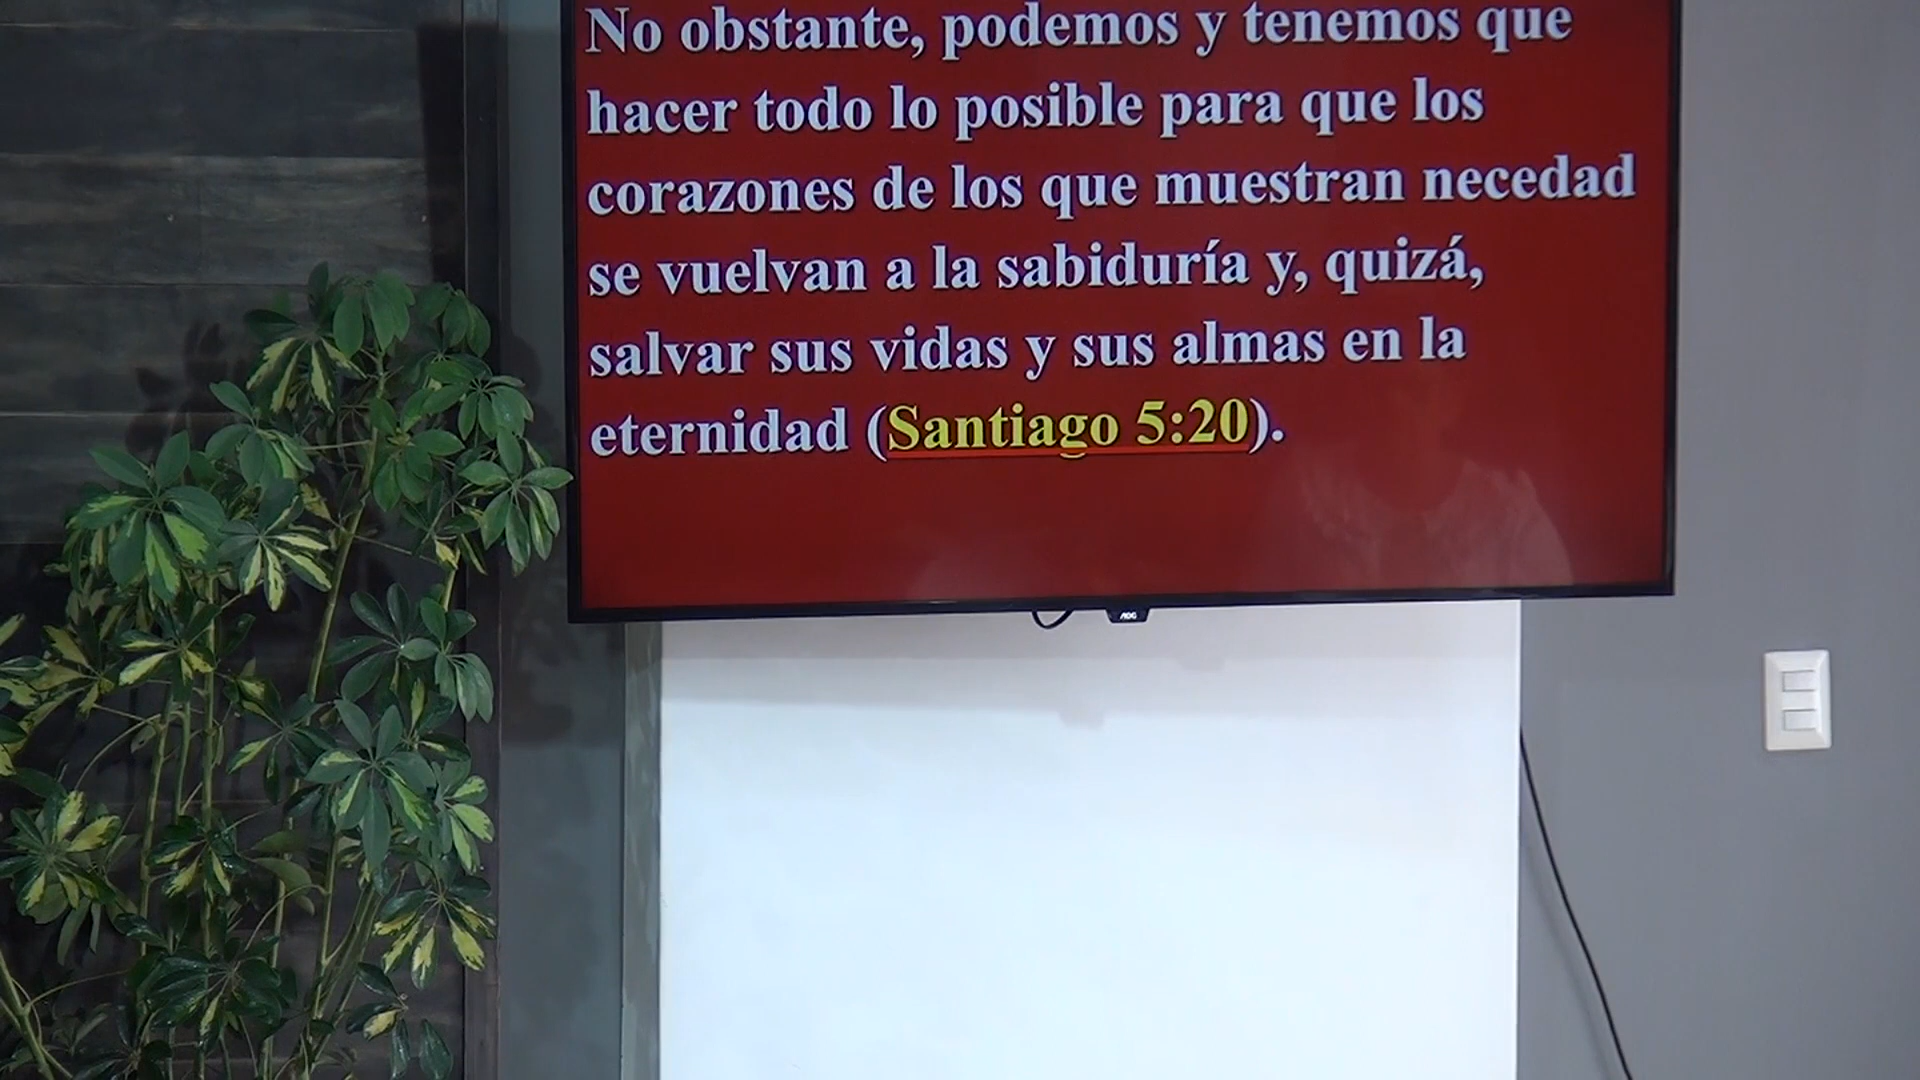 No obstante, podemos y tenemos que
hacer todo lo posible para que los
corazones de los que muestran necedad
se vuelvan a la sabiduría y, quizá,
salvar sus vidas y sus almas en la
eternidad (Santiago 5:20).
AOC